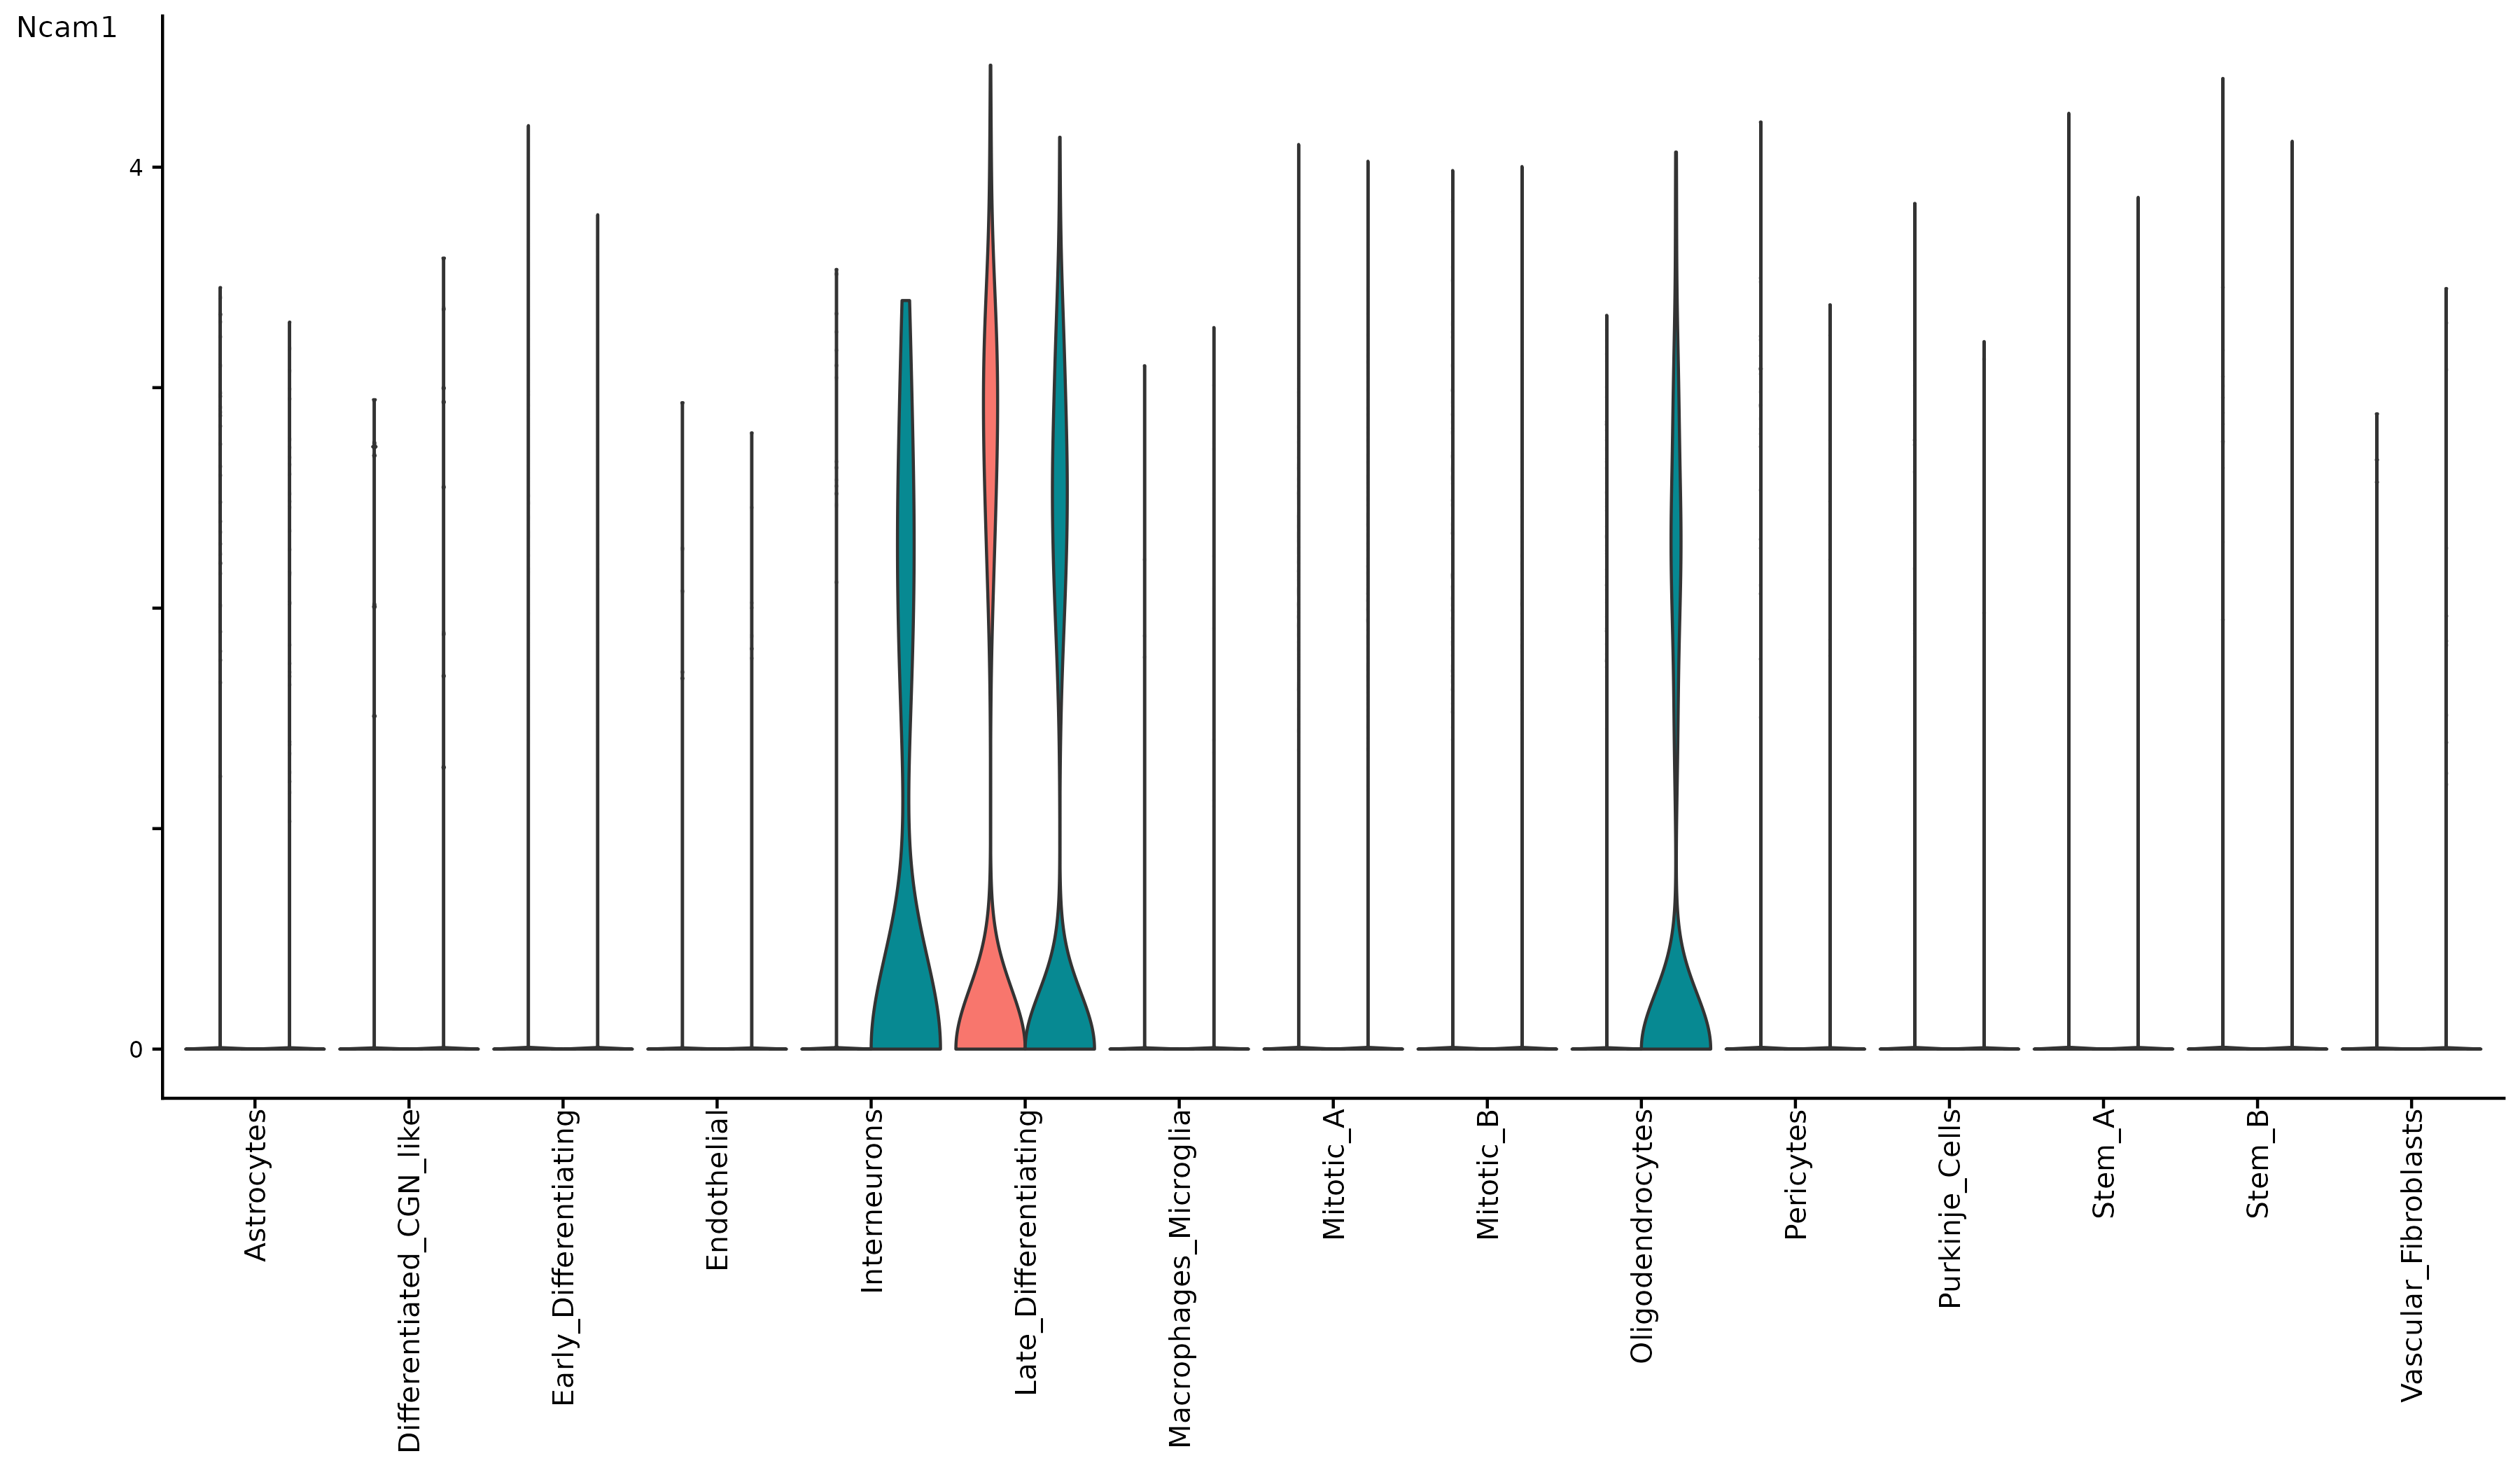 Ncam1
4
0
Astrocytes
Differentiated_CGN_like
Early_Differentiating
Endothelial
Interneurons
Late_Differentiating
Macrophages_Microglia
Mitotic_A
Mitotic_B
Oligodendrocytes
Pericytes
Purkinje_Cells
Stem_A
Stem_B
Vascular_Fibroblasts